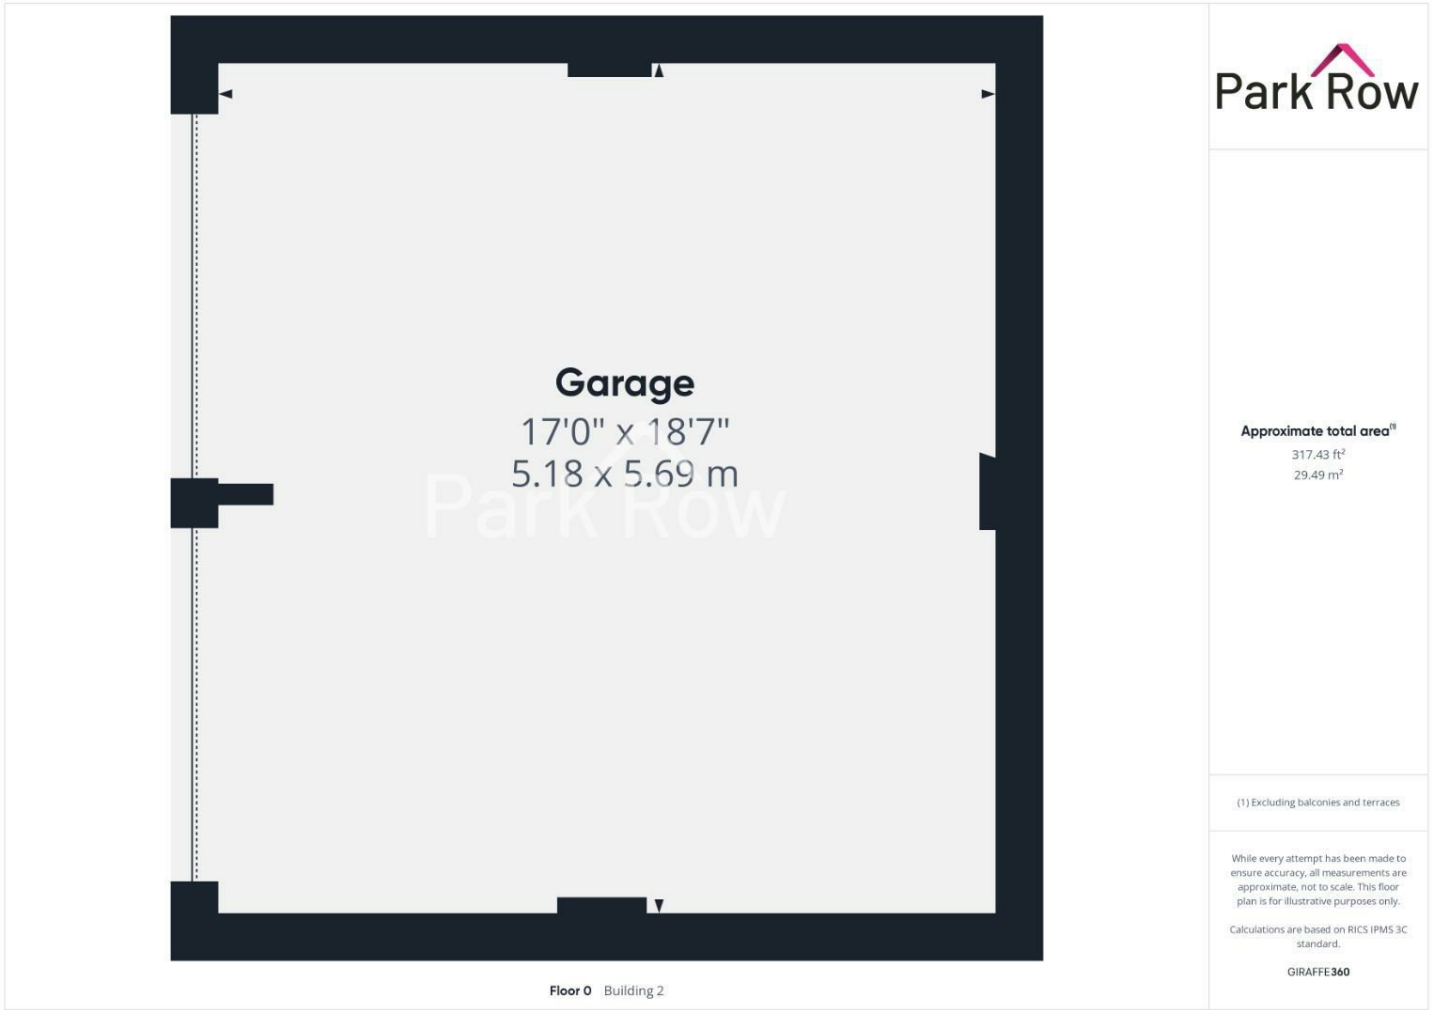 Garage
17'0" x 18'7"
5.18 x 5.69 m
Park Row
Floor 0 Building 2
Park Row
Approximate total area⁽¹⁾
317.43 ft²
29.49 m²
(1) Excluding balconies and terraces
While every attempt has been made to
ensure accuracy, all measurements are
approximate, not to scale. This floor
plan is for illustrative purposes only.
Calculations are based on RICS IPMS 3C
standard.
GIRAFFE360